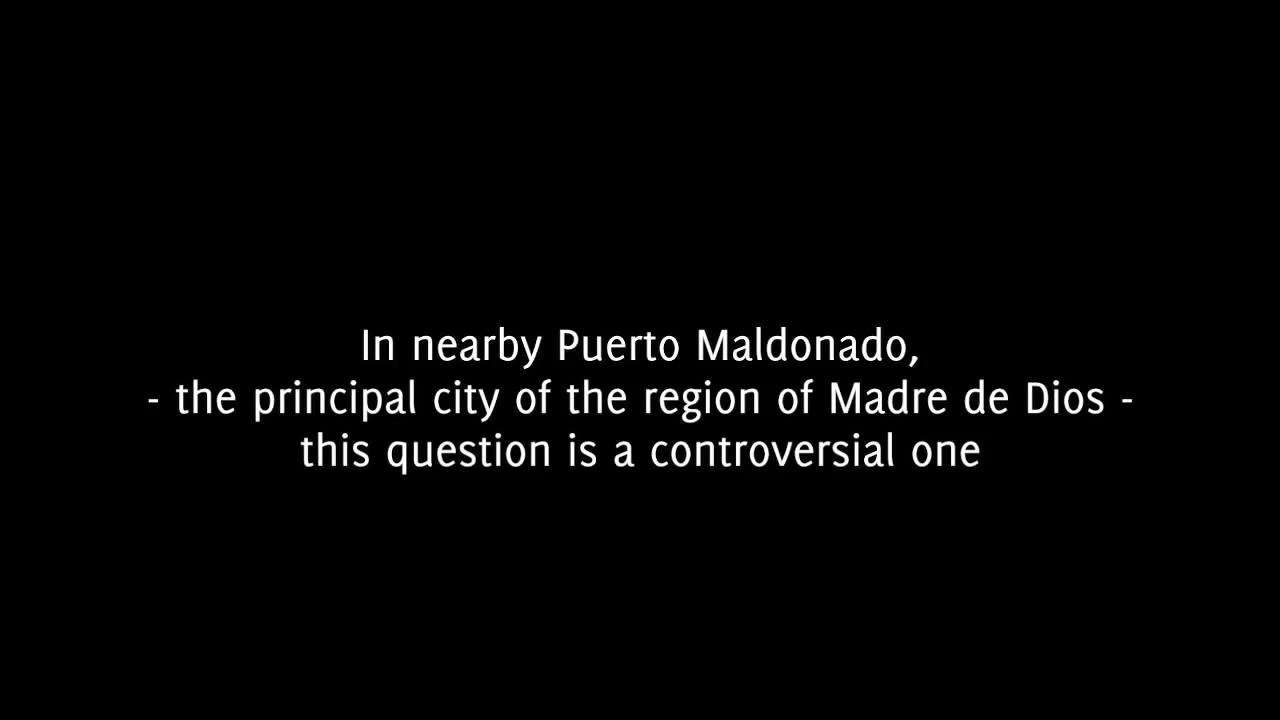 In nearby Puerto Maldonado,
- the principal city of the region of Madre de Dios -
this question is a controversial one